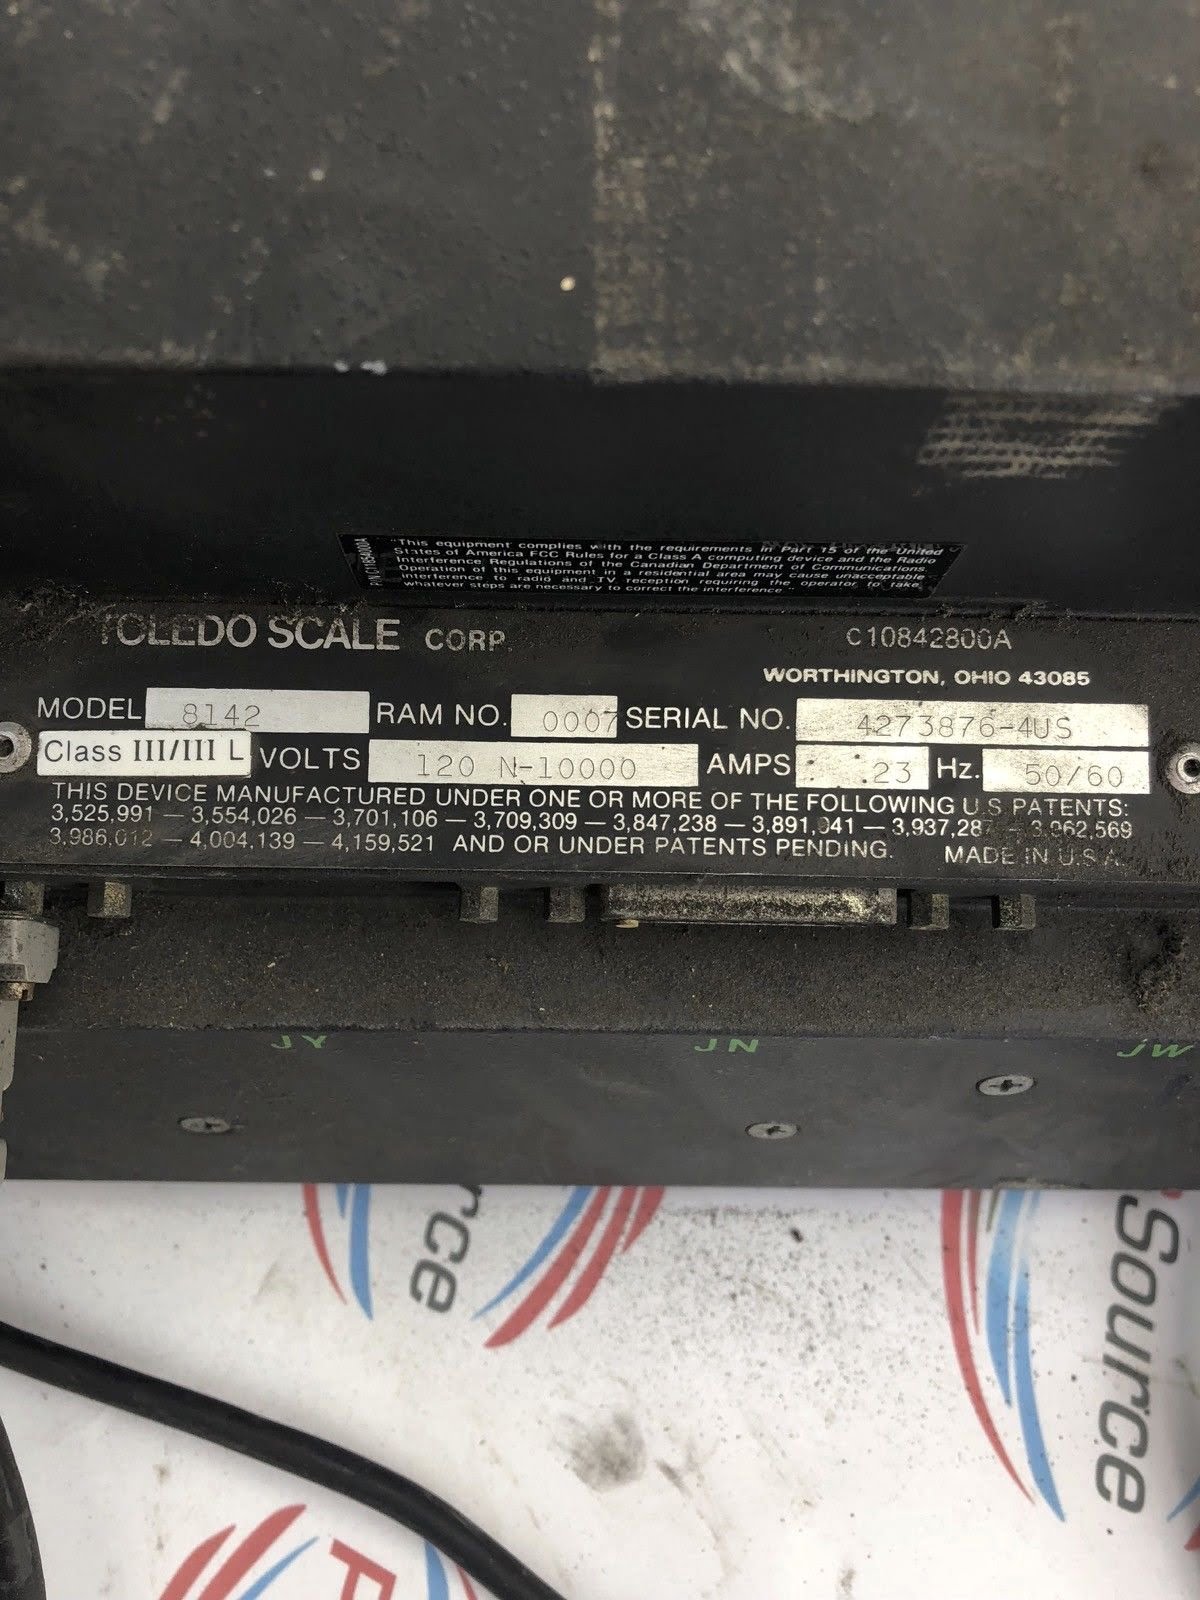 "This equipment complies with the requirements in Part 15 of the United
States of America FCC Rules for a Class A computing device and the Radio
Interference Regulations of the Canadian Department of Communications.
Operation of this equipment in a residential area may cause unacceptable
interference to radio and TV reception requiring the operator to take
whatever steps are necessary to correct the interference"
TOLEDO SCALE CORP. C10842800A
WORTHINGTON, OHIO 43085
MODEL 8142 RAM NO. 0007 SERIAL NO. 4273876-4US
Class III/III L VOLTS 120 N-10000 AMPS .23 Hz. 50/60
THIS DEVICE MANUFACTURED UNDER ONE OR MORE OF THE FOLLOWING U.S PATENTS:
3,525,991 — 3,554,026 — 3,701,106 — 3,709,309 — 3,847,238 — 3,891,041 — 3,937,287 — 3,962,569
3,986,012 — 4,004,139 — 4,159,521 AND OR UNDER PATENTS PENDING. MADE IN U.S.A.
JY JN JW
rce
Source